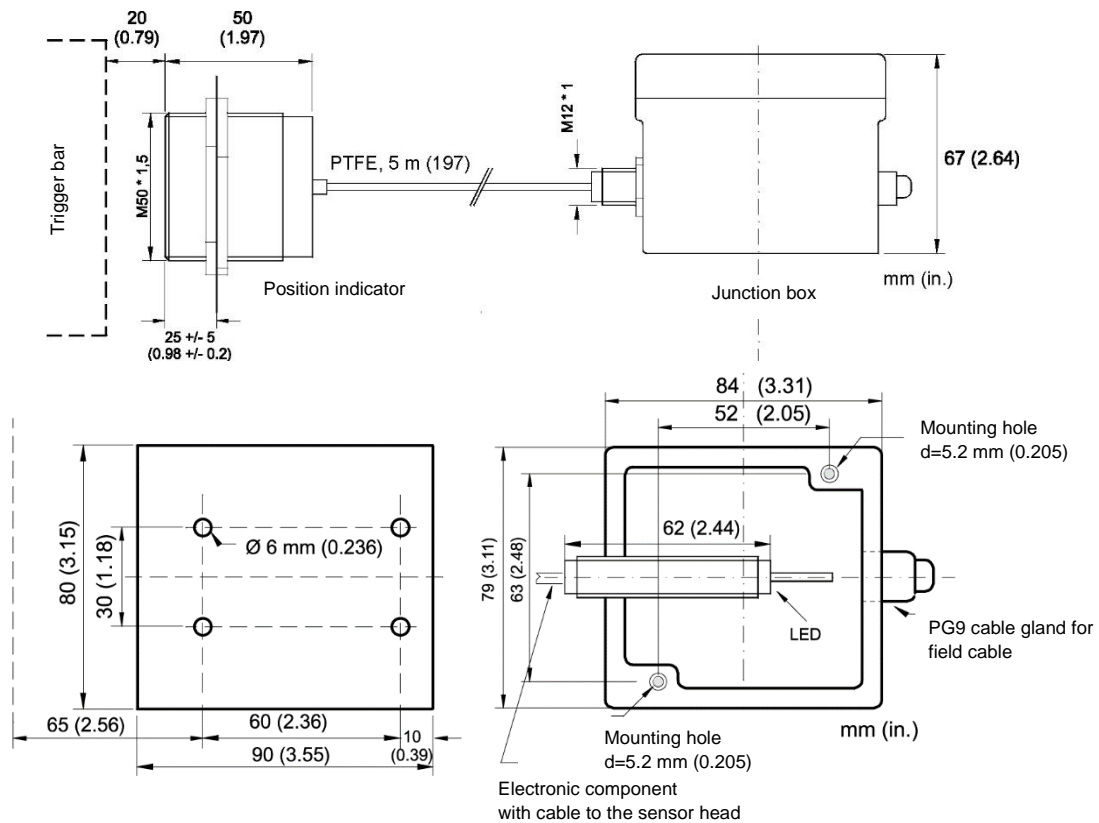 20
(0.79)
50
(1.97)
Trigger bar
M50 * 1,5
PTFE, 5 m (197)
M12 * 1
67 (2.64)
Position indicator
Junction box
mm (in.)
25 +/- 5
(0.98 +/- 0.2)
84 (3.31)
52 (2.05)
Mounting hole
d=5.2 mm (0.205)
80 (3.15)
30 (1.18)
Ø 6 mm (0.236)
79 (3.11)
63 (2.48)
62 (2.44)
LED
PG9 cable gland for
field cable
65 (2.56)
60 (2.36)
10
(0.39)
90 (3.55)
mm (in.)
Mounting hole
d=5.2 mm (0.205)
Electronic component
with cable to the sensor head